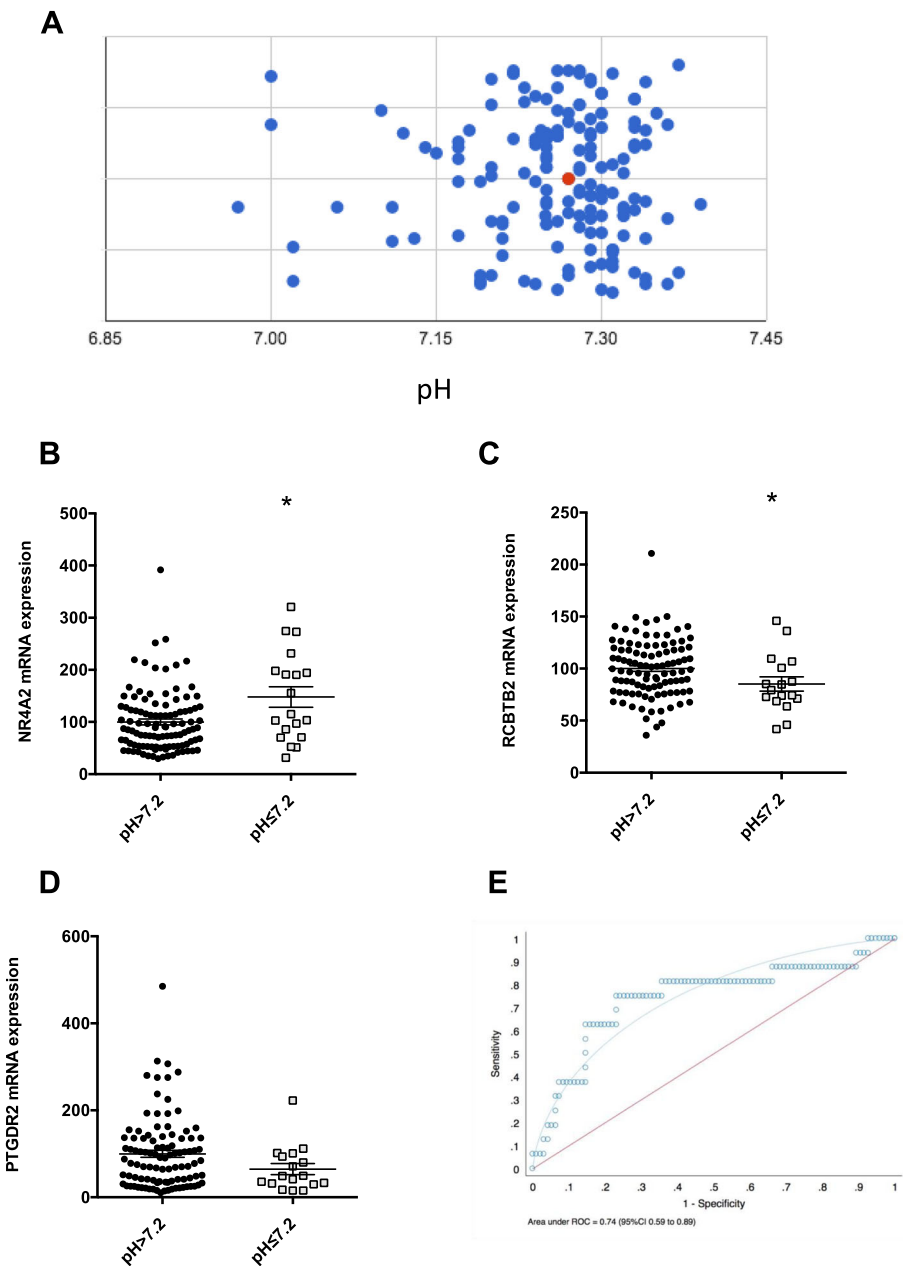 A
6.85 7.00 7.15 7.30 7.45
pH
B
*
500
400
300
200
100
0
NR4A2 mRNA expression
pH>7.2
pH≤7.2
C
*
250
200
150
100
50
0
RCBTB2 mRNA expression
pH>7.2
pH≤7.2
D
600
400
200
0
PTGDR2 mRNA expression
pH>7.2
pH≤7.2
E
1
.9
.8
.7
.6
.5
.4
.3
.2
.1
0
Sensitivity
0 .1 .2 .3 .4 .5 .6 .7 .8 .9 1
1 - Specificity
Area under ROC = 0.74 (95%CI 0.59 to 0.89)